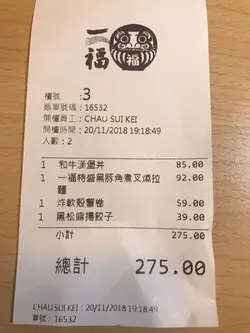 一福
福
檯號 :3
賬單號碼 : 16532
開檯員工 : CHAU SUI KEI
開檯時間 : 20/11/2018 19:18:49
人數 : 2
1 和牛漢堡丼 85.00
1 一福特盛黑豚角煮叉燒拉 92.00
麵
1 炸軟殼蟹卷 59.00
1 黑松幽揚餃子 39.00
小計 275.00
總計 275.00
CHAU SUI KEI : 20/11/2018 19:18:49
單號 : 16532